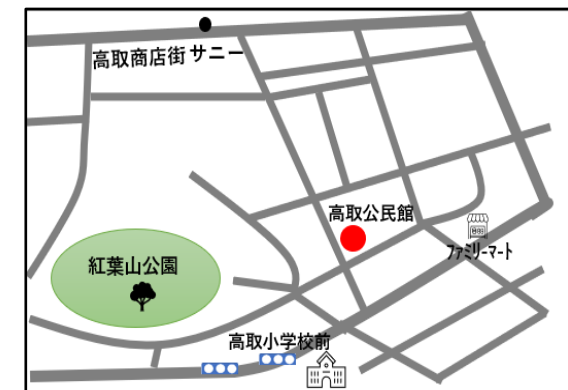 高取商店街 サニー
高取公民館
ファミリーマート
紅葉山公園
高取小学校前